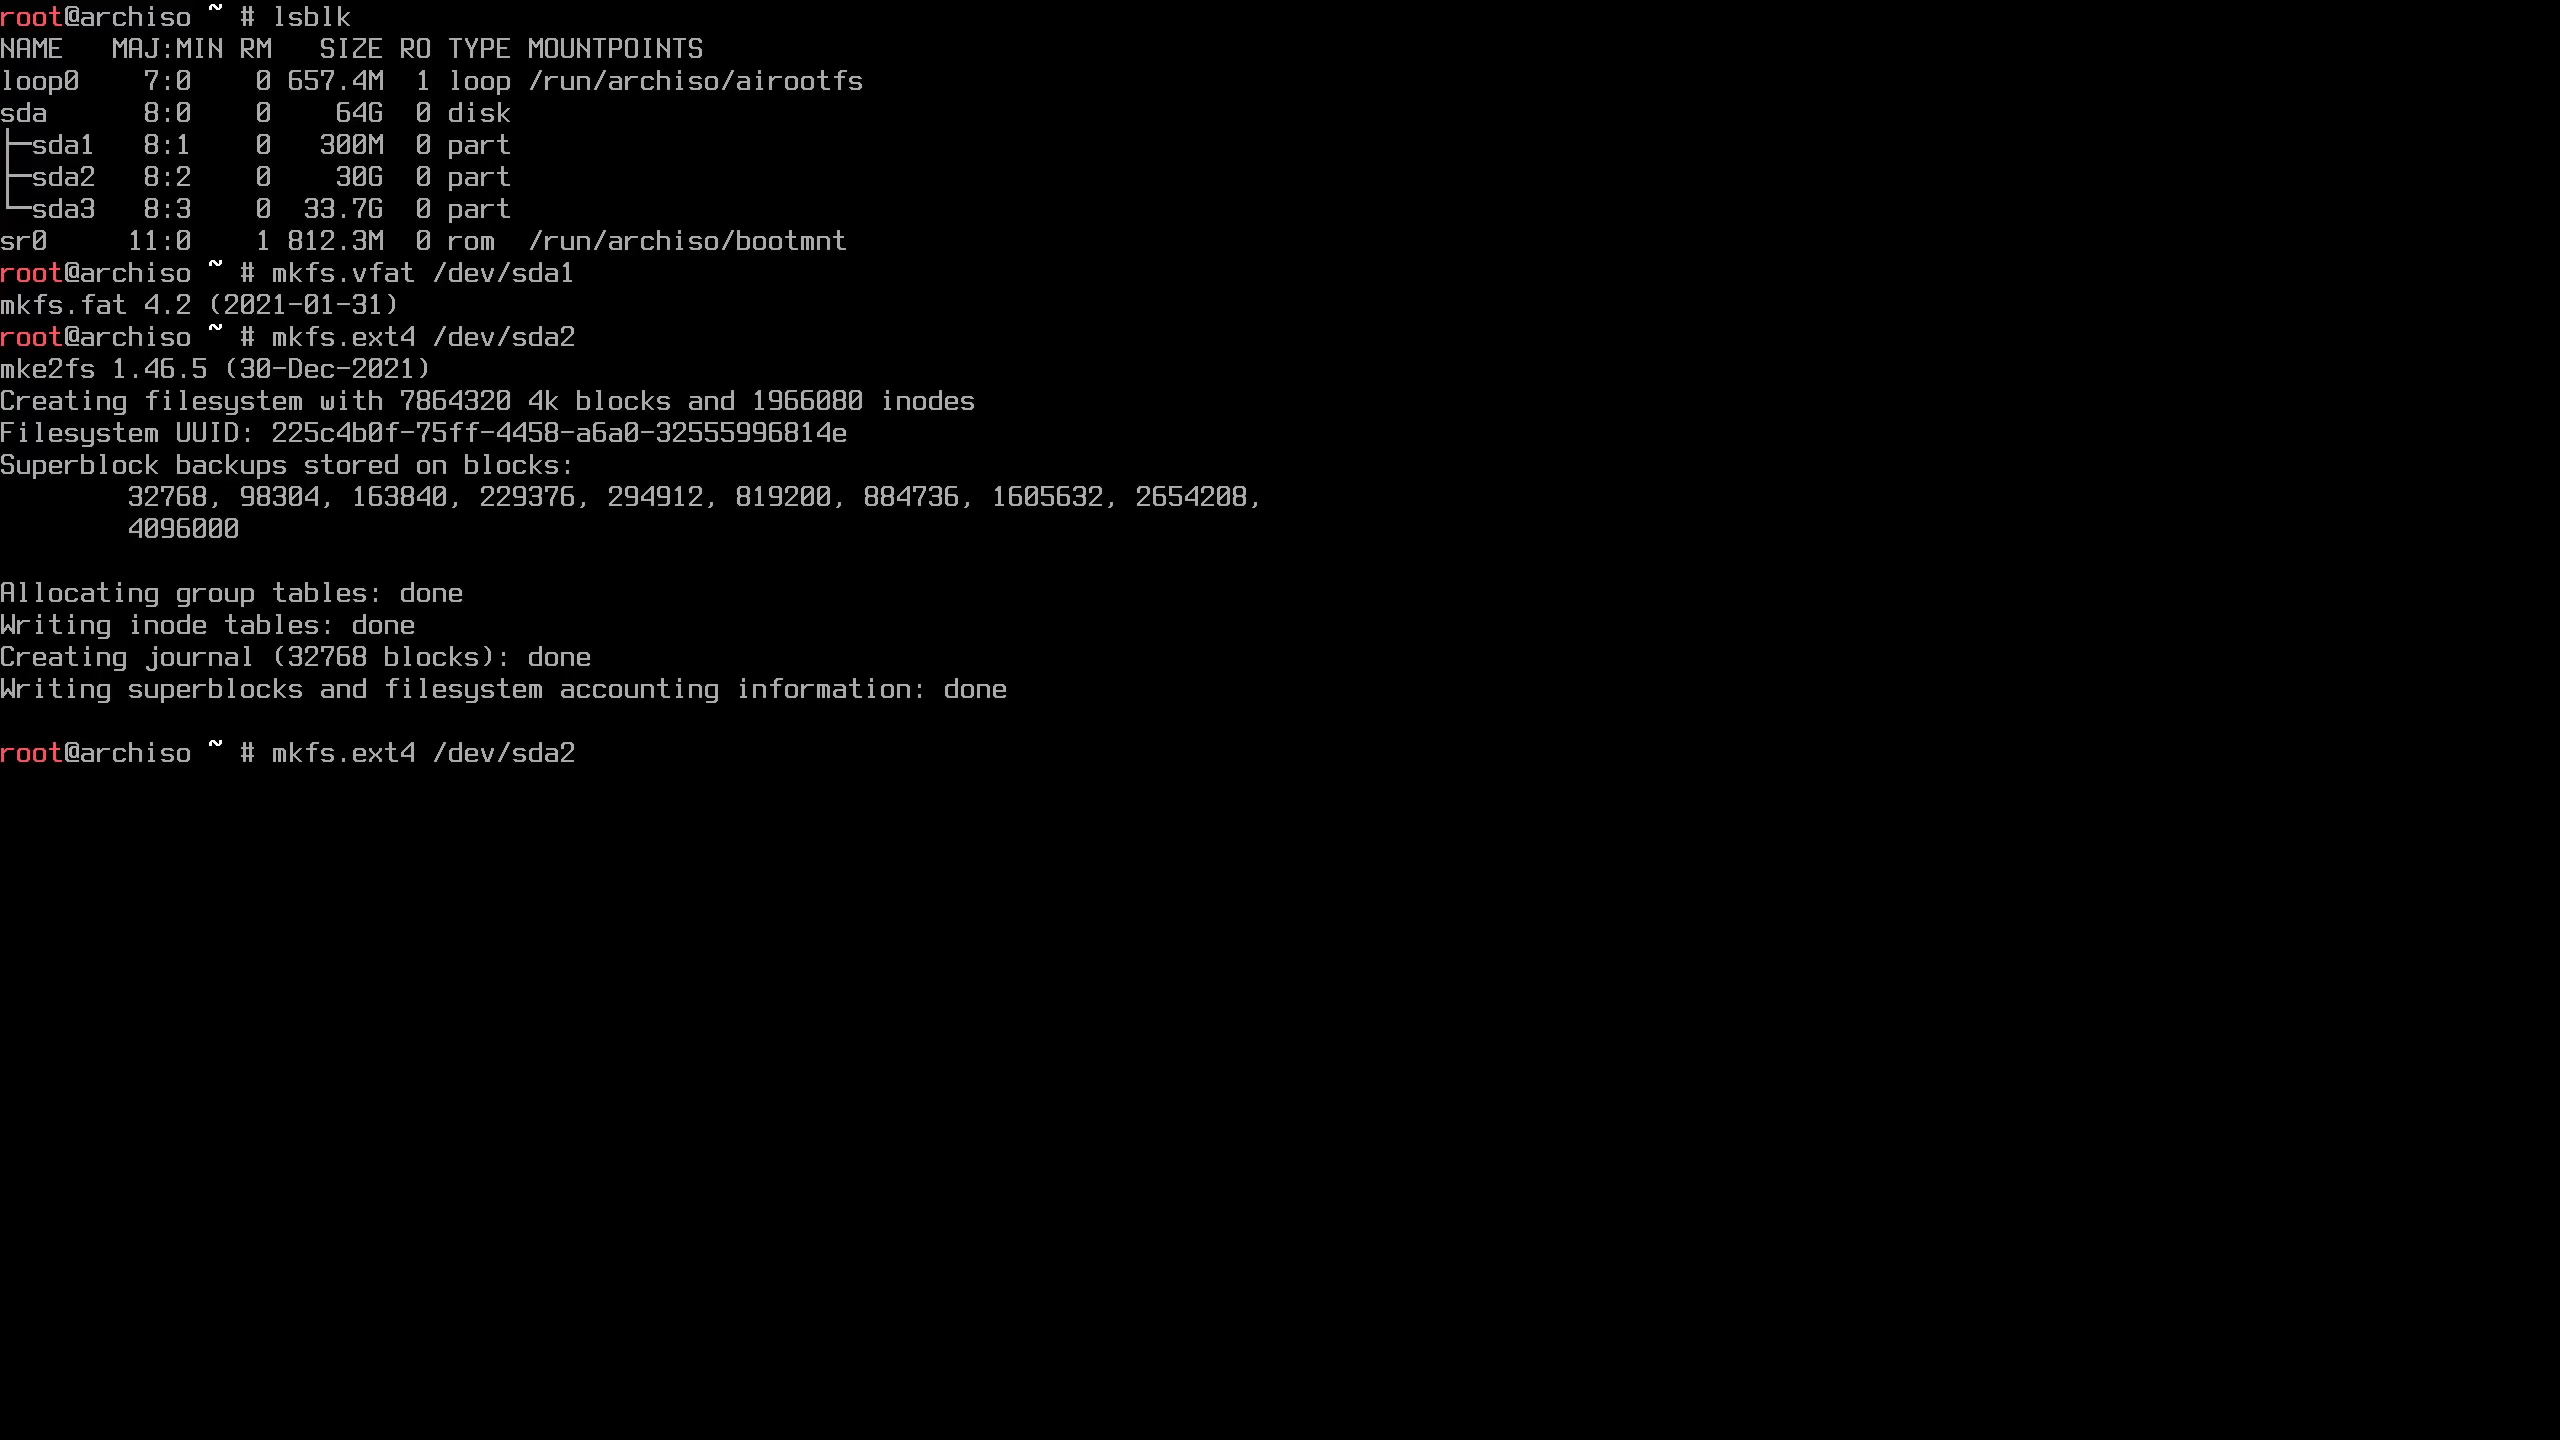 root@archiso ~ # lsblk
NAME   MAJ:MIN RM   SIZE RO TYPE MOUNTPOINTS
loop0    7:0    0 657.4M  1 loop /run/archiso/airootfs
sda      8:0    0    64G  0 disk
├─sda1   8:1    0   300M  0 part
├─sda2   8:2    0    30G  0 part
└─sda3   8:3    0  33.7G  0 part
sr0     11:0    1 812.3M  0 rom  /run/archiso/bootmnt
root@archiso ~ # mkfs.vfat /dev/sda1
mkfs.fat 4.2 (2021-01-31)
root@archiso ~ # mkfs.ext4 /dev/sda2
mke2fs 1.46.5 (30-Dec-2021)
Creating filesystem with 7864320 4k blocks and 1966080 inodes
Filesystem UUID: 225c4b0f-75ff-4458-a6a0-32555996814e
Superblock backups stored on blocks:
        32768, 98304, 163840, 229376, 294912, 819200, 884736, 1605632, 2654208,
        4096000

Allocating group tables: done
Writing inode tables: done
Creating journal (32768 blocks): done
Writing superblocks and filesystem accounting information: done

root@archiso ~ # mkfs.ext4 /dev/sda2